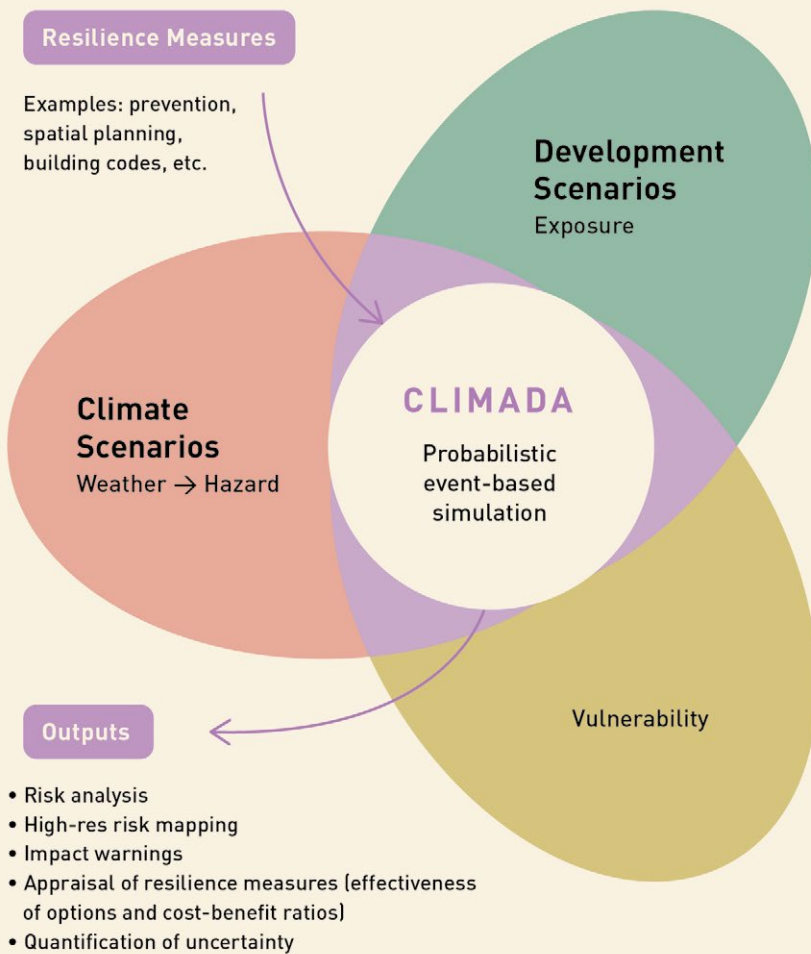 Resilience Measures
Examples: prevention,
spatial planning,
building codes, etc.
Development
Scenarios
Exposure
Climate
Scenarios
Weather → Hazard
CLIMADA
Probabilistic
event-based
simulation
Vulnerability
Outputs
• Risk analysis
• High-res risk mapping
• Impact warnings
• Appraisal of resilience measures (effectiveness
of options and cost-benefit ratios)
• Quantification of uncertainty